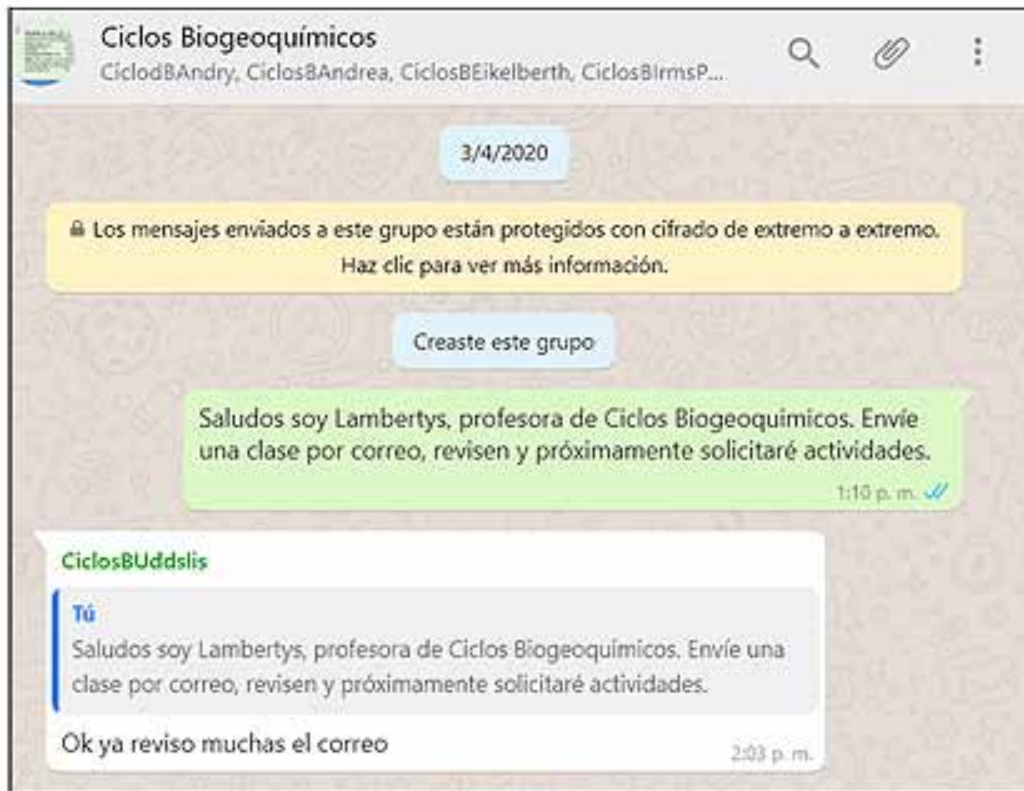 Ciclos Biogeoquímicos
CiclodBAndry, CiclosBAndrea, CiclosBEikelberth, CiclosBIrmsP...
3/4/2020
Los mensajes enviados a este grupo están protegidos con cifrado de extremo a extremo.
Haz clic para ver más información.
Creaste este grupo
Saludos soy Lambertys, profesora de Ciclos Biogeoquimicos. Envíe
una clase por correo, revisen y próximamente solicitaré actividades.
1:10 p. m.
CiclosBUddslis
Tú
Saludos soy Lambertys, profesora de Ciclos Biogeoquimicos. Envíe una
clase por correo, revisen y próximamente solicitaré actividades.
Ok ya reviso muchas el correo
2:03 p. m.